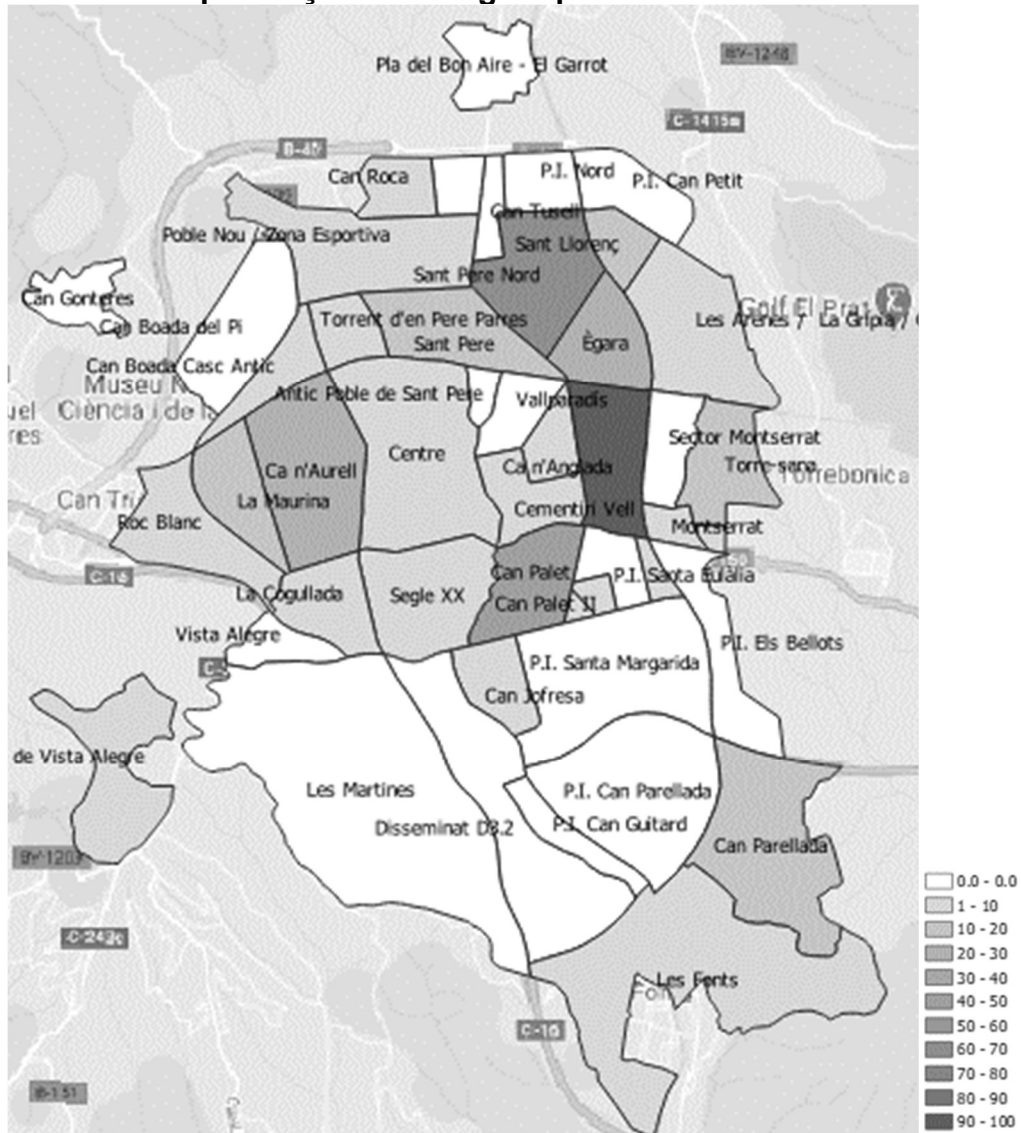 Pla del Bon Aire - El Garrot
BV-1248
C-1415a
B-40
Can Roca
P.I. Nord
P.I. Can Petit
Can Tusell
Poble Nou / Zona Esportiva
Sant Llorenç
Sant Pere Nord
Can Gonteres
Golf El Prat
Can Boada del Pi
Torrent d'en Pere Parres
Les Arenes / La Grípia /
Sant Pere
Ègara
Can Boada Casc Antic
Museu N
Antic Poble de Sant Pere
Vallparadís
Ciència i de la
Sector Montserrat
Centre
Ca n'Aurell
Ca n'Anglada
Torre-sana
Torrebonica
La Maurina
Roc Blanc
Cementiri Vell
Montserrat
C-16
Can Palet
P.I. Santa Eulàlia
La Cogullada
Segle XX
Can Palet II
Vista Alegre
P.I. Els Bellots
P.I. Santa Margarida
Can Jofresa
de Vista Alegre
Les Martines
P.I. Can Parellada
Disseminat D3.2
P.I. Can Guitard
Can Parellada
BV-1203
C-243c
Les Fonts
C-16
B-151
0.0 - 0.0
1 - 10
10 - 20
20 - 30
30 - 40
40 - 50
50 - 60
60 - 70
70 - 80
80 - 90
90 - 100